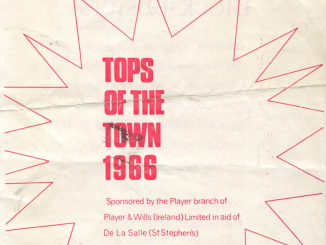 TOPS
OF THE
TOWN
1966
Sponsored by the Player branch of
Player & Wills (Ireland) Limited in aid of
De La Salle (St Stephen's)